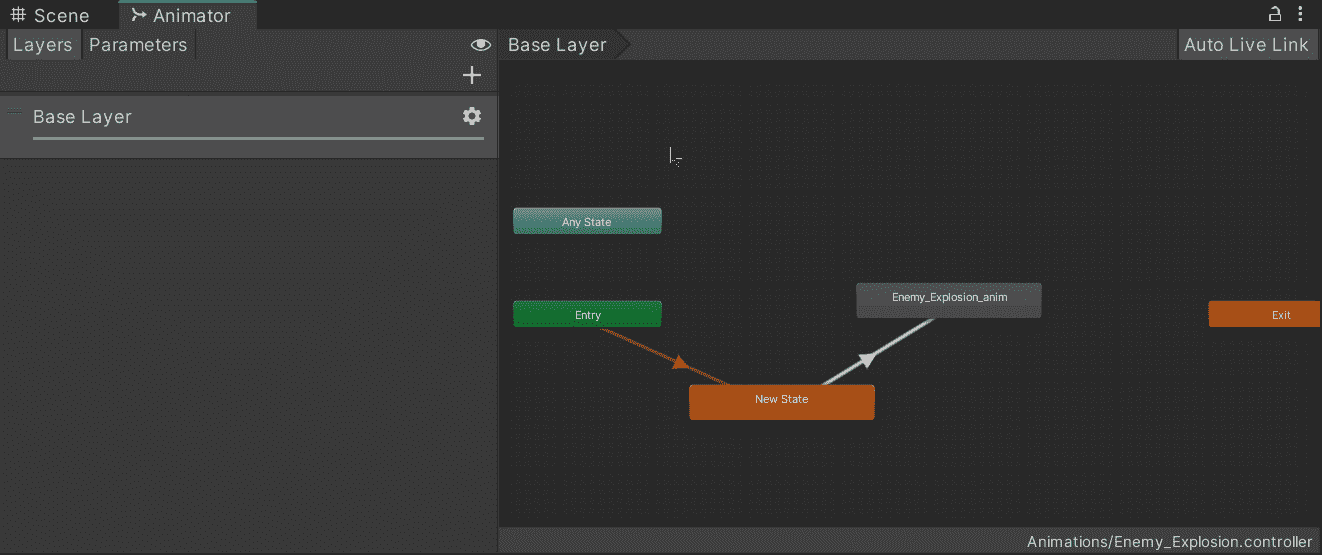 Scene Animator
Layers Parameters Base Layer Auto Live Link
Base Layer
Any State
Enemy_Explosion_anim
Entry Exit
New State
Animations/Enemy_Explosion.controller